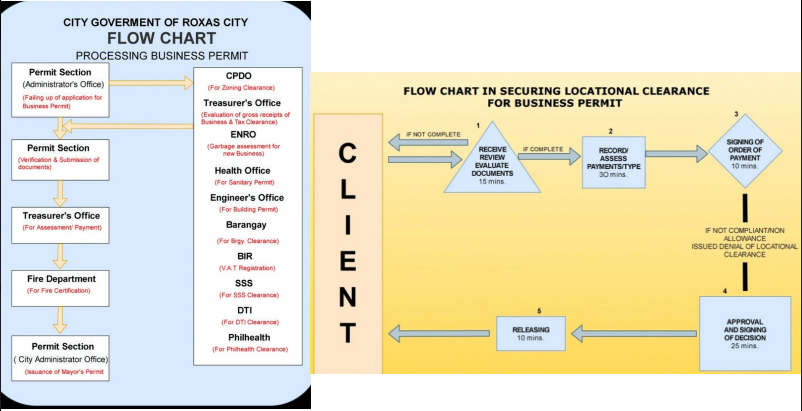 CITY GOVERMENT OF ROXAS CITY
FLOW CHART
PROCESSING BUSINESS PERMIT
Permit Section
(Administrator's Office)
(Failing up of application for
Business Permit)
Permit Section
(Verification & Submission of
documents)
Treasurer's Office
(For Assessment/ Payment)
Fire Department
(For Fire Certification)
Permit Section
( City Administrator Office)
(Issuance of Mayor's Permit
CPDO
(For Zoning Clearance)
Treasurer's Office
(Evaluation of gross receipts of
Business & Tax Clearance)
ENRO
(Garbage assessment for
new Business)
Health Office
(For Sanitary Permit)
Engineer's Office
(For Building Permit)
Barangay
(For Brgy. Clearance)
BIR
(V.A.T Registration)
SSS
(For SSS Clearance)
DTI
(For DTI Clearance)
Philhealth
(For Philhealth Clearance)
FLOW CHART IN SECURING LOCATIONAL CLEARANCE
FOR BUSINESS PERMIT
CLIENT
IF NOT COMPLETE
1
RECEIVE
REVIEW
EVALUATE
DOCUMENTS
15 mins.
IF COMPLETE
2
RECORD/
ASSESS
PAYMENTS/TYPE
30 mins.
3
SIGNING OF
ORDER OF
PAYMENT
10 mins.
IF NOT COMPLIANT/NON
ALLOWANCE
ISSUED DENIAL OF LOCATIONAL
CLEARANCE
4
APPROVAL
AND SIGNING
OF DECISION
25 mins.
5
RELEASING
10 mins.